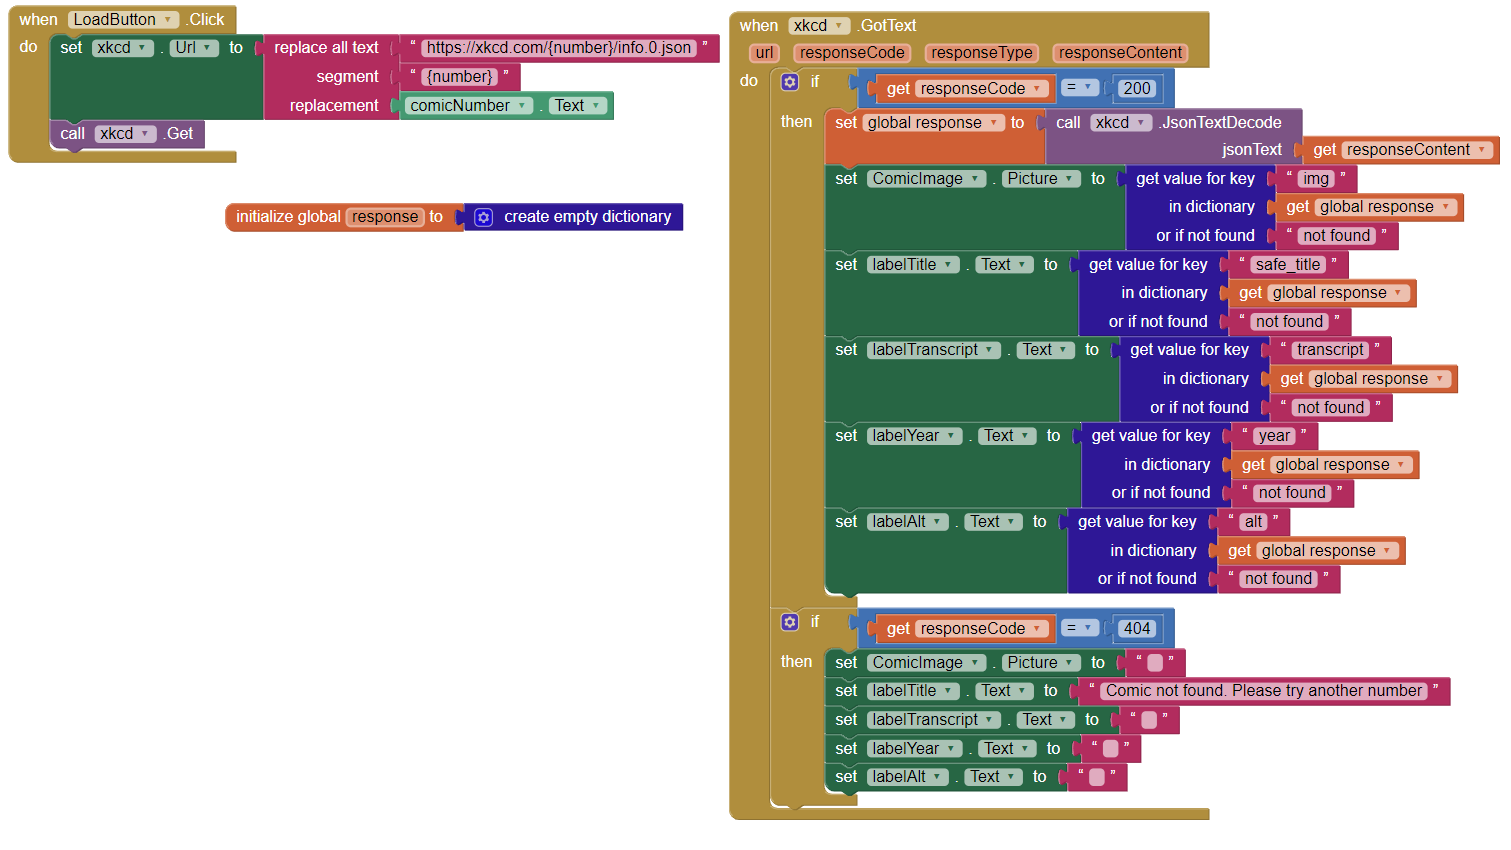 when LoadButton .Click
do set xkcd . Url to replace all text “ https://xkcd.com/{number}/info.0.json ”
segment “ {number} ”
replacement comicNumber . Text
call xkcd .Get
initialize global response to create empty dictionary
when xkcd .GotText
url responseCode responseType responseContent
do if get responseCode = 200
then set global response to call xkcd .JsonTextDecode
jsonText get responseContent
set ComicImage . Picture to get value for key “ img ”
in dictionary get global response
or if not found “ not found ”
set labelTitle . Text to get value for key “ safe_title ”
in dictionary get global response
or if not found “ not found ”
set labelTranscript . Text to get value for key “ transcript ”
in dictionary get global response
or if not found “ not found ”
set labelYear . Text to get value for key “ year ”
in dictionary get global response
or if not found “ not found ”
set labelAlt . Text to get value for key “ alt ”
in dictionary get global response
or if not found “ not found ”
if get responseCode = 404
then set ComicImage . Picture to “ ”
set labelTitle . Text to “ Comic not found. Please try another number ”
set labelTranscript . Text to “ ”
set labelYear . Text to “ ”
set labelAlt . Text to “ ”